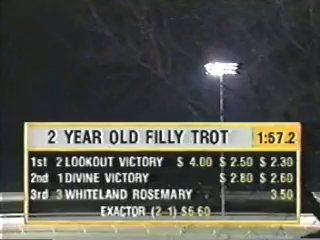 2 YEAR OLD FILLY TROT 1:57.2
1st 2 LOOKOUT VICTORY $ 4.00 $ 2.50 $ 2.30
2nd 1 DIVINE VICTORY $ 2.80 $ 2.60
3rd 3 WHITELAND ROSEMARY 3.50
EXACTOR (2-1) $6.60